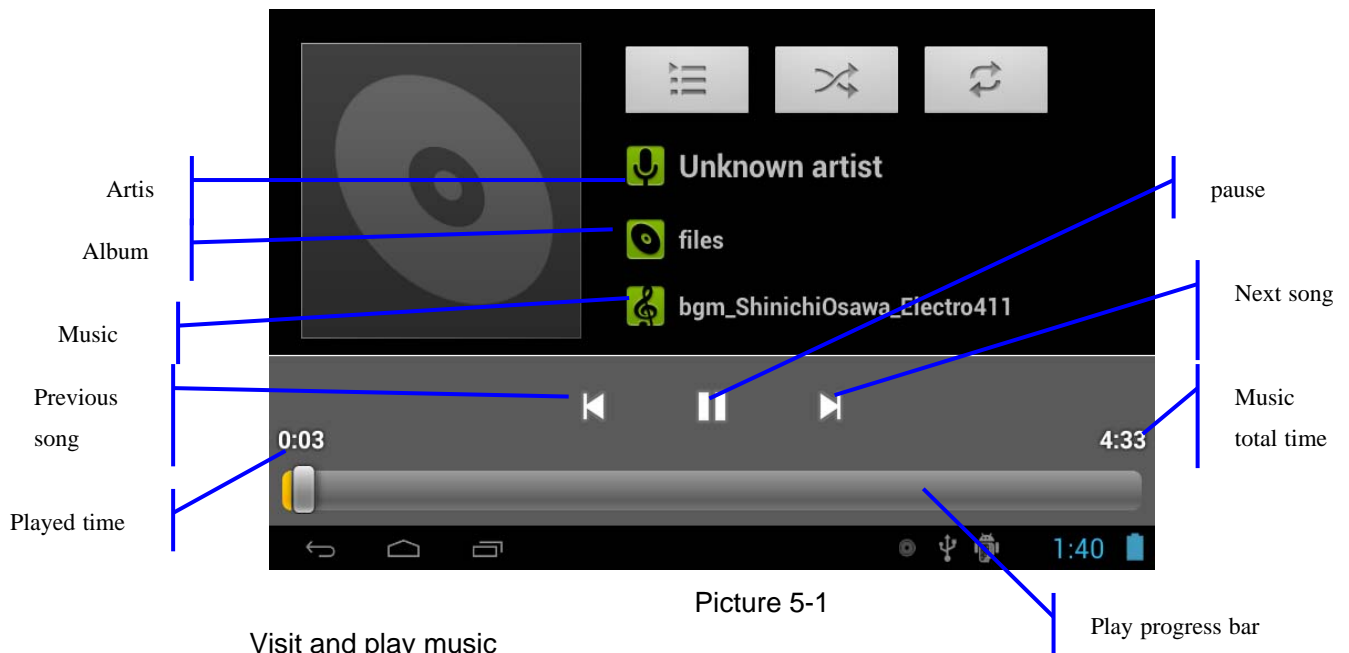 Unknown artist
Artis
pause
Album
files
Next song
bgm_ShinichiOsawa_Electro411
Music
Previous
song
Music
total time
0:03
4:33
Played time
1:40
Picture 5-1
Play progress bar
Visit and play music